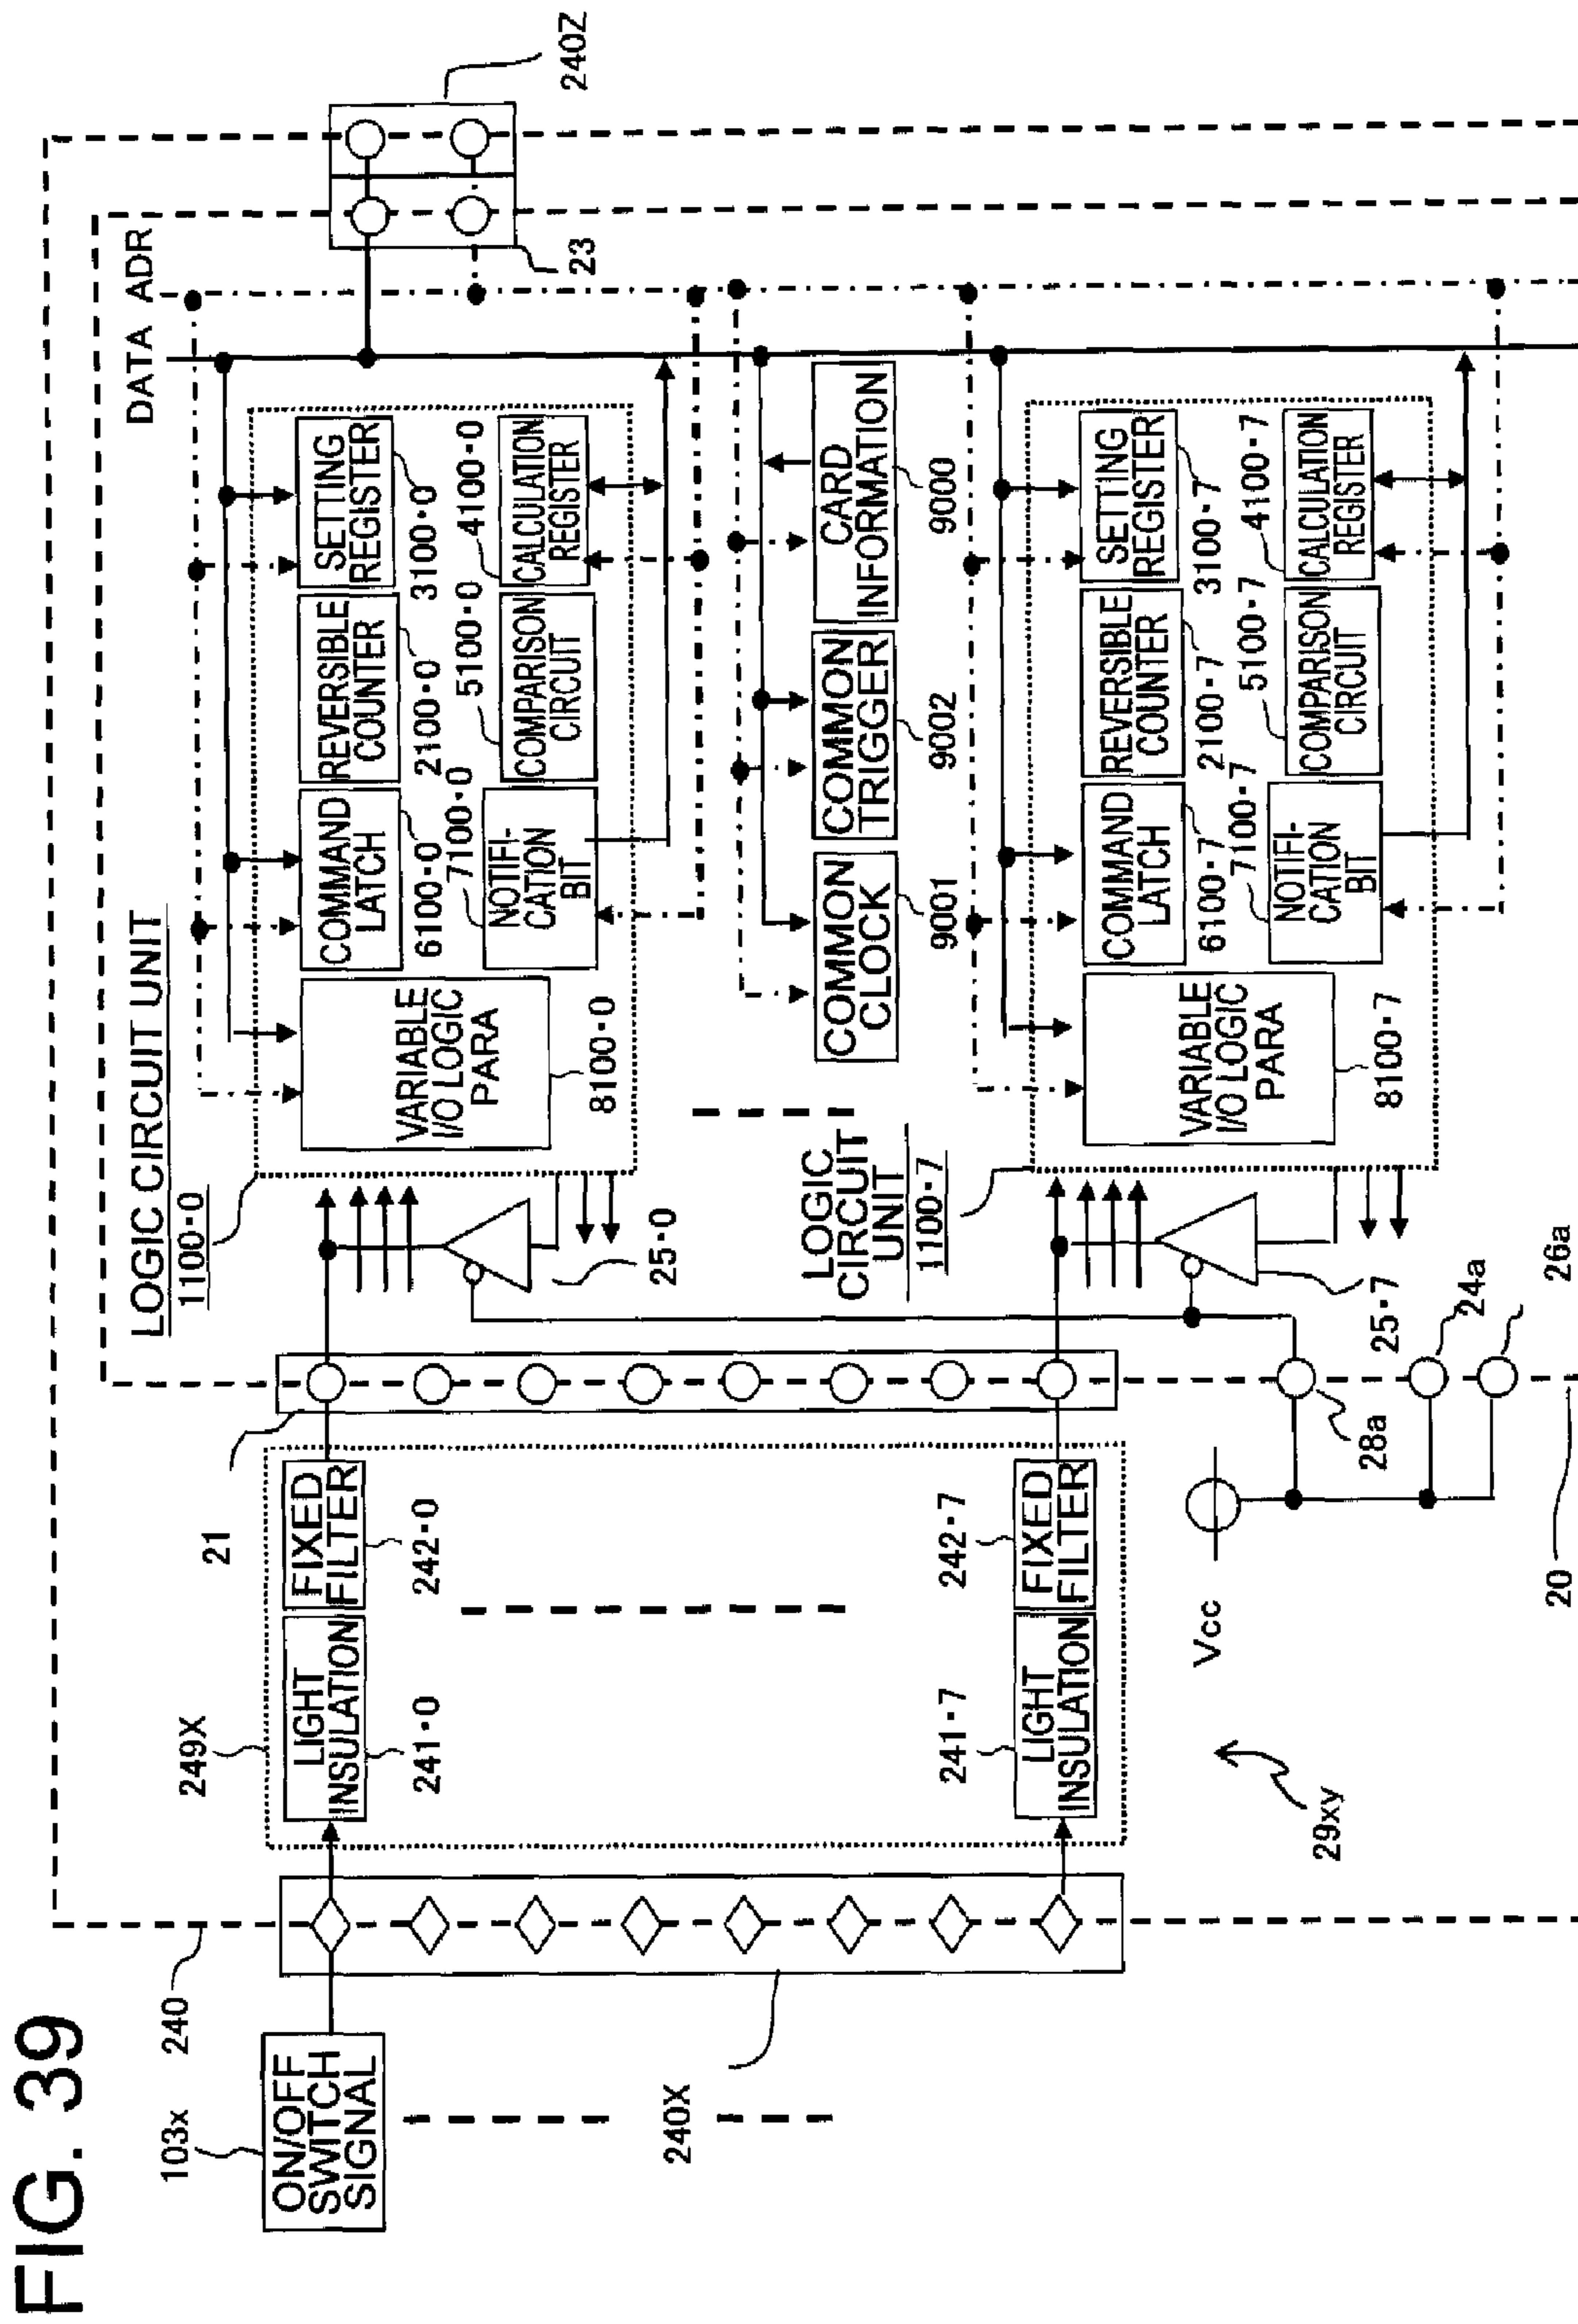 FIG. 39
103x
ON/OFF
SWITCH
SIGNAL
240X
240
249X
LIGHT
INSULATION
241·0
FIXED
FILTER
242·0
LIGHT
INSULATION
241·7
FIXED
FILTER
242·7
29xy
Vcc
20
21
28a
24a
26a
LOGIC CIRCUIT UNIT
1100·0
25·0
VARIABLE
I/O LOGIC
PARA
8100·0
COMMAND
LATCH
6100·0
REVERSIBLE
COUNTER
2100·0
SETTING
REGISTER
3100·0
7100·0
NOTIFI-
CATION
BIT
5100·0
COMPARISON
CIRCUIT
4100·0
CALCULATION
REGISTER
DATA
ADR
23
240Z
COMMON
CLOCK
9001
COMMON
TRIGGER
9002
CARD
INFORMATION
9000
LOGIC
CIRCUIT
UNIT
1100·7
25·7
VARIABLE
I/O LOGIC
PARA
8100·7
COMMAND
LATCH
6100·7
REVERSIBLE
COUNTER
2100·7
SETTING
REGISTER
3100·7
7100·7
NOTIFI-
CATION
BIT
5100·7
COMPARISON
CIRCUIT
4100·7
CALCULATION
REGISTER